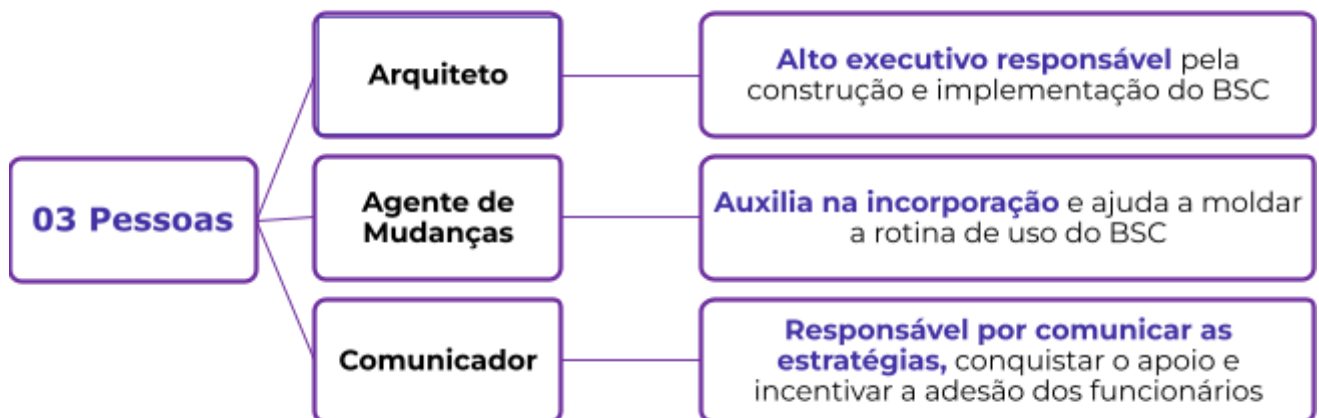 03 Pessoas
Arquiteto
Alto executivo responsável pela
construção e implementação do BSC
Agente de
Mudanças
Auxilia na incorporação e ajuda a moldar
a rotina de uso do BSC
Comunicador
Responsável por comunicar as
estratégias, conquistar o apoio e
incentivar a adesão dos funcionários